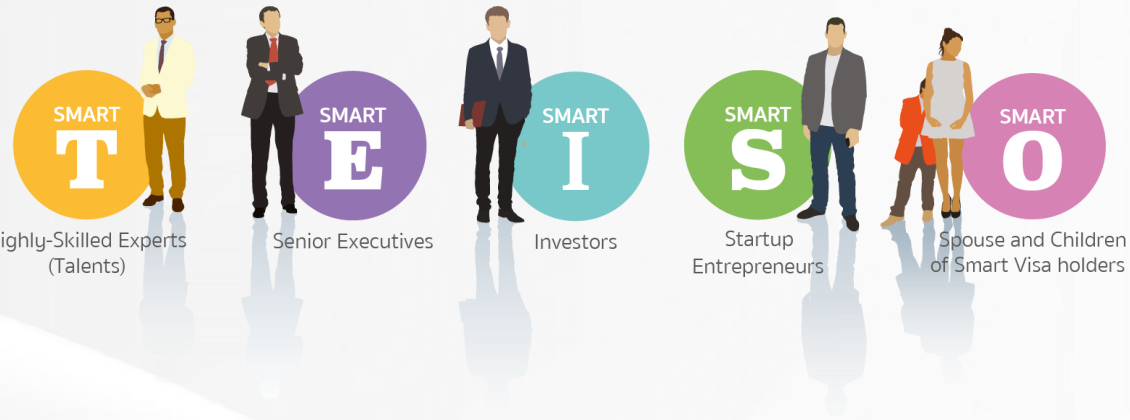 SMART
T
SMART
E
SMART
I
SMART
S
SMART
O
ighly-Skilled Experts
(Talents)
Senior Executives
Investors
Startup
Entrepreneurs
Spouse and Children
of Smart Visa holders